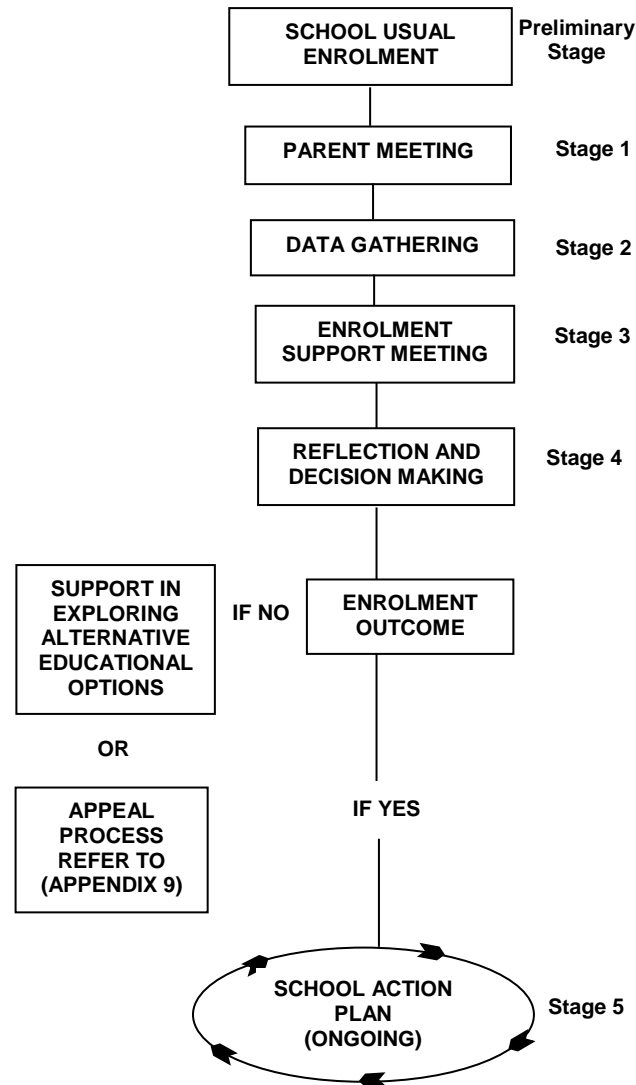 SCHOOL USUAL
ENROLMENT
Preliminary
Stage
PARENT MEETING
Stage 1
DATA GATHERING
Stage 2
ENROLMENT
SUPPORT MEETING
Stage 3
REFLECTION AND
DECISION MAKING
Stage 4
SUPPORT IN
EXPLORING
ALTERNATIVE
EDUCATIONAL
OPTIONS
IF NO
ENROLMENT
OUTCOME
OR
APPEAL
PROCESS
REFER TO
(APPENDIX 9)
IF YES
SCHOOL ACTION
PLAN
(ONGOING)
Stage 5